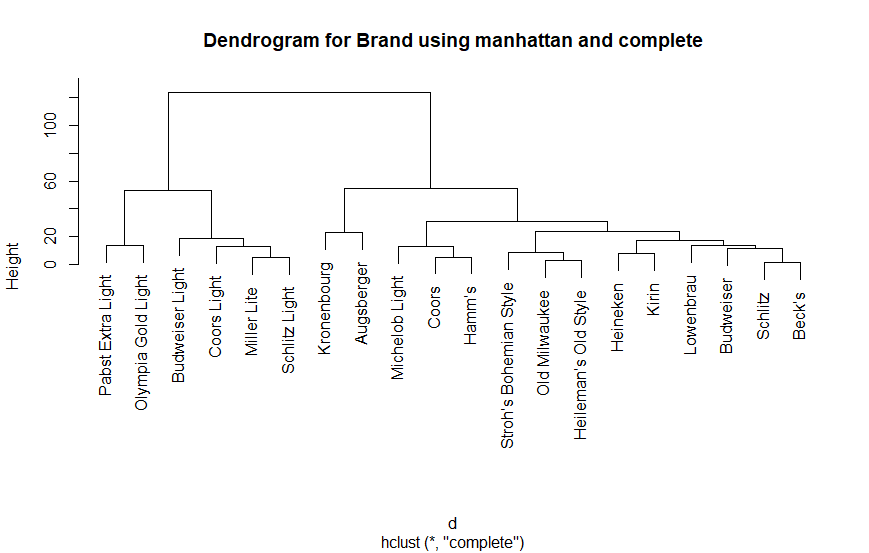 Dendrogram for Brand using manhattan and complete
Height
100
60
20
0
Pabst Extra Light
Olympia Gold Light
Budweiser Light
Coors Light
Miller Lite
Schlitz Light
Kronenbourg
Augsberger
Michelob Light
Coors
Hamm's
Stroh's Bohemian Style
Old Milwaukee
Heileman's Old Style
Heineken
Kirin
Lowenbrau
Budweiser
Schlitz
Beck's
d
hclust (*, "complete")